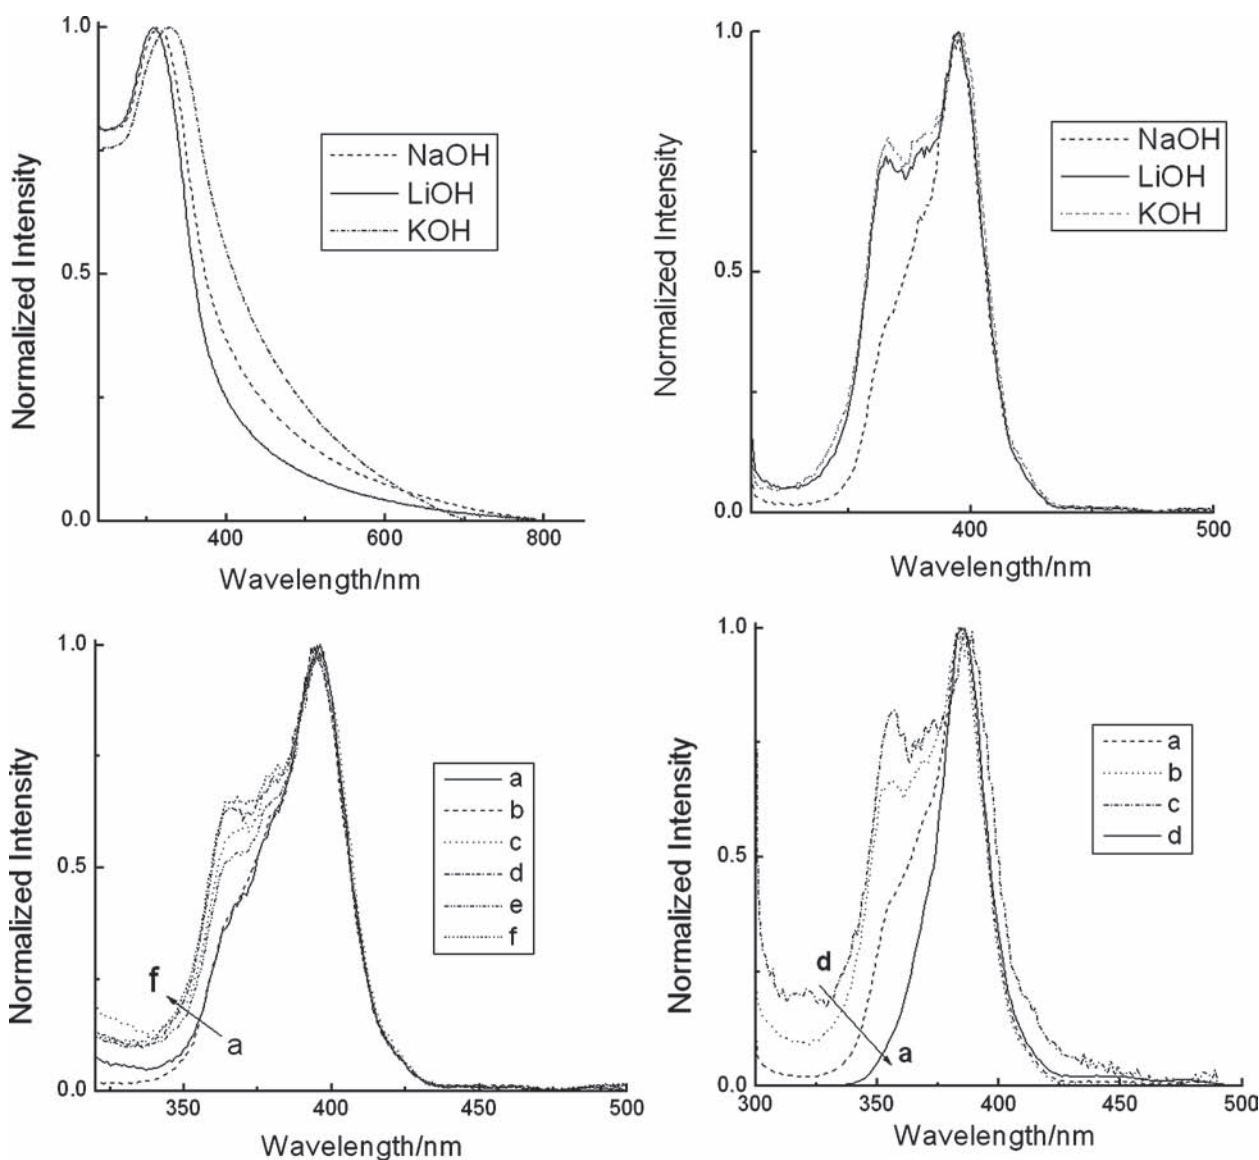 1.0
0.5
0.0
400
600
800
Normalized Intensity
Wavelength/nm
NaOH
LiOH
KOH
1.0
0.5
0.0
400
500
Normalized Intensity
Wavelength/nm
NaOH
LiOH
KOH
1.0
0.5
0.0
350
400
450
500
Normalized Intensity
Wavelength/nm
a
b
c
d
e
f
f
a
1.0
0.5
0.0
300
350
400
450
500
Normalized Intensity
Wavelength/nm
a
b
c
d
d
a